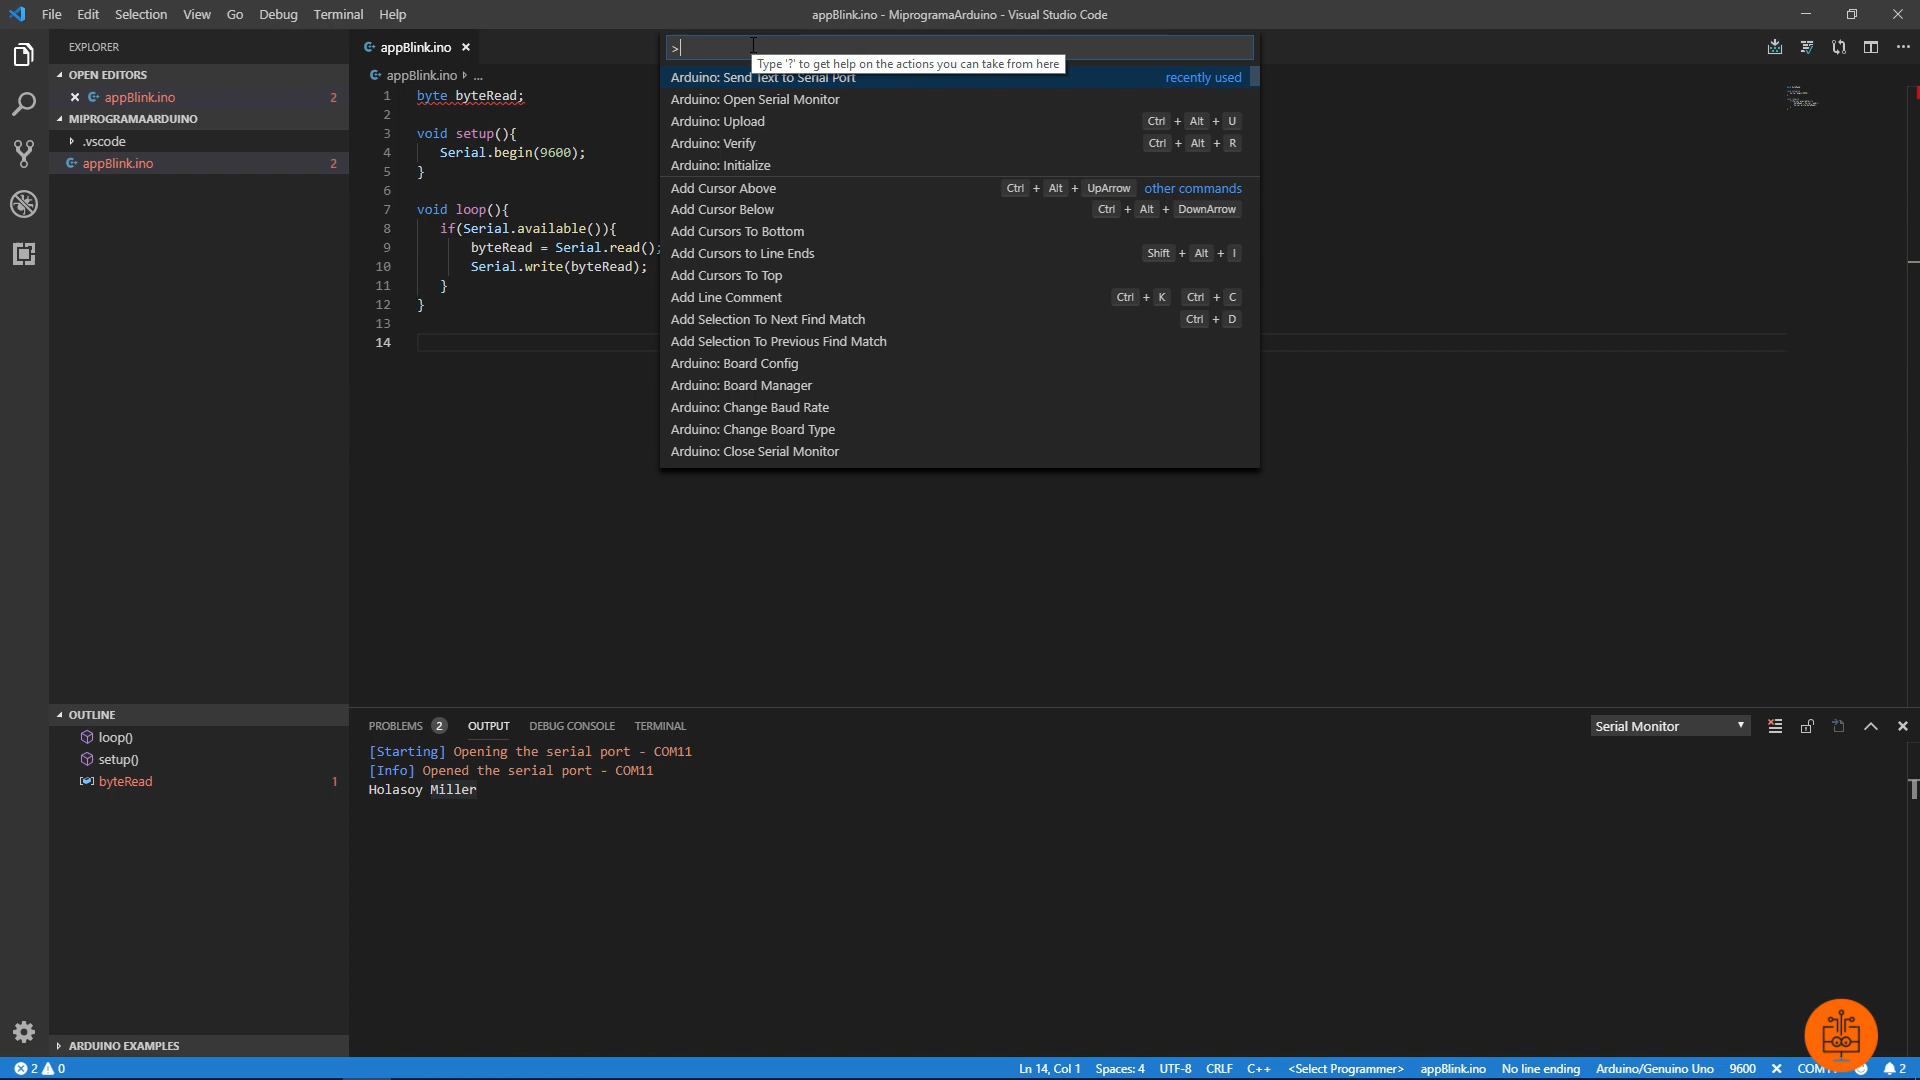 File Edit Selection View Go Debug Terminal Help
appBlink.ino - MiprogramaArduino - Visual Studio Code
EXPLORER
OPEN EDITORS
appBlink.ino 2
MIPROGRAMAARDUINO
.vscode
appBlink.ino 2
appBlink.ino
appBlink.ino ...
1 byte byteRead;
2
3 void setup(){
4 Serial.begin(9600);
5 }
6
7 void loop(){
8 if(Serial.available()){
9 byteRead = Serial.read();
10 Serial.write(byteRead);
11 }
12 }
13
14
>
Type '?' to get help on the actions you can take from here
Arduino: Send Text to Serial Port recently used
Arduino: Open Serial Monitor
Arduino: Upload Ctrl + Alt + U
Arduino: Verify Ctrl + Alt + R
Arduino: Initialize
Add Cursor Above Ctrl + Alt + UpArrow other commands
Add Cursor Below Ctrl + Alt + DownArrow
Add Cursors To Bottom
Add Cursors to Line Ends Shift + Alt + I
Add Cursors To Top
Add Line Comment Ctrl + K Ctrl + C
Add Selection To Next Find Match Ctrl + D
Add Selection To Previous Find Match
Arduino: Board Config
Arduino: Board Manager
Arduino: Change Baud Rate
Arduino: Change Board Type
Arduino: Close Serial Monitor
OUTLINE
loop()
setup()
byteRead 1
ARDUINO EXAMPLES
PROBLEMS 2 OUTPUT DEBUG CONSOLE TERMINAL
Serial Monitor
[Starting] Opening the serial port - COM11
[Info] Opened the serial port - COM11
Holasoy Miller
2 0
Ln 14, Col 1 Spaces: 4 UTF-8 CRLF C++ <Select Programmer> appBlink.ino No line ending Arduino/Genuino Uno 9600 2